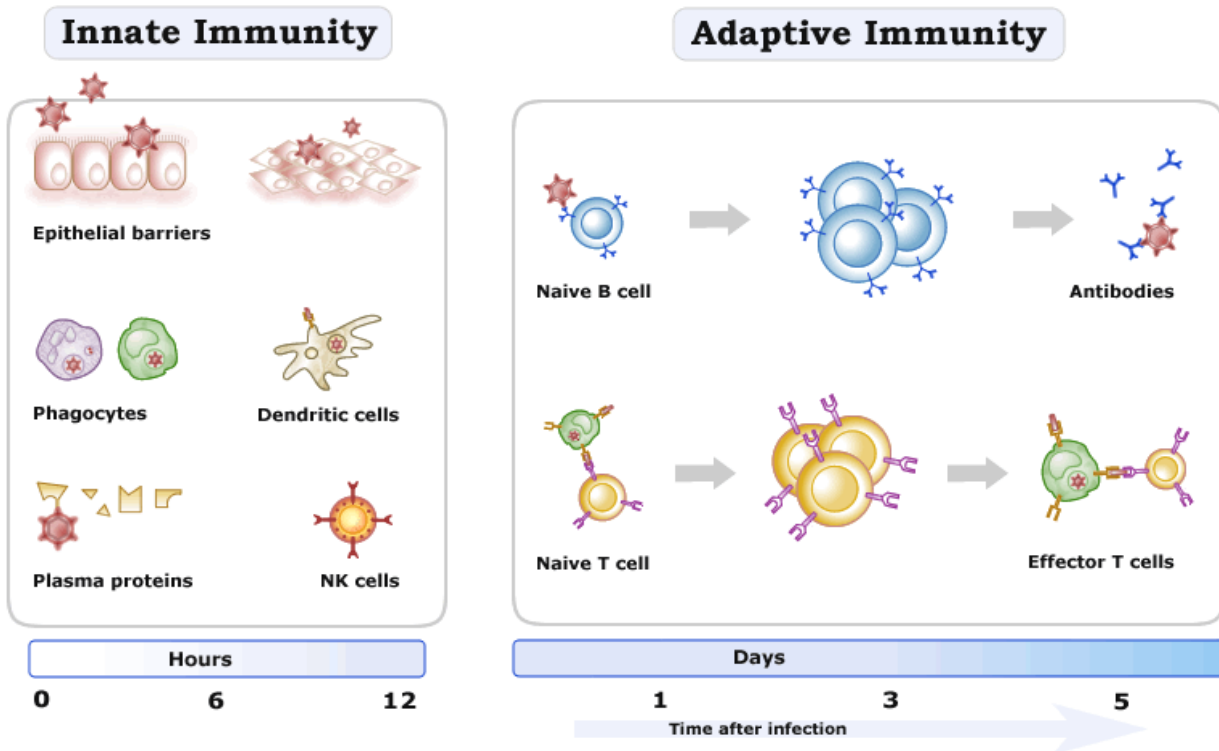 Innate Immunity
Adaptive Immunity
Epithelial barriers
Phagocytes
Dendritic cells
Plasma proteins
NK cells
Naive B cell
Antibodies
Naive T cell
Effector T cells
Hours
0 6 12
Days
1 3 5
Time after infection